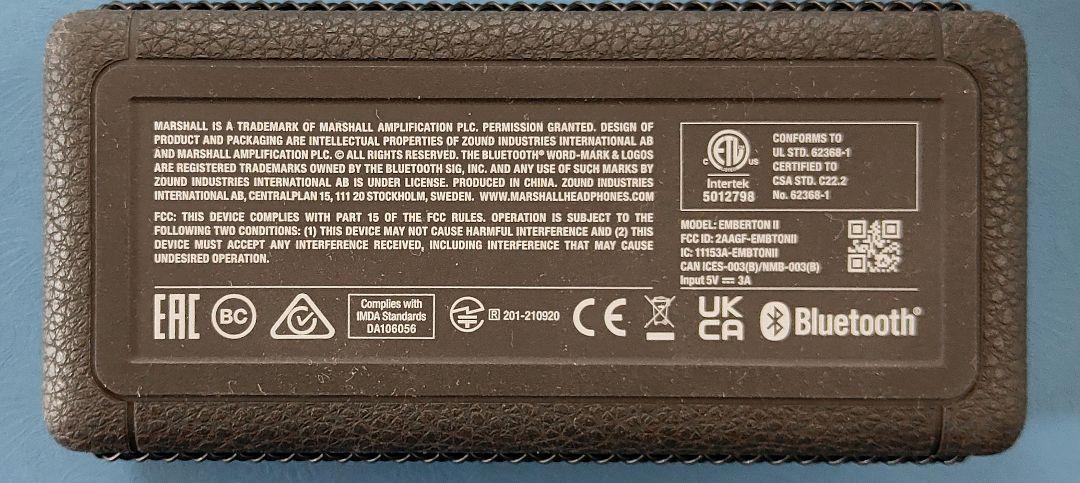 MARSHALL IS A TRADEMARK OF MARSHALL AMPLIFICATION PLC. PERMISSION GRANTED. DESIGN OF
PRODUCT AND PACKAGING ARE INTELLECTUAL PROPERTIES OF ZOUND INDUSTRIES INTERNATIONAL AB
AND MARSHALL AMPLIFICATION PLC. © ALL RIGHTS RESERVED. THE BLUETOOTH® WORD-MARK & LOGOS
ARE REGISTERED TRADEMARKS OWNED BY THE BLUETOOTH SIG, INC. AND ANY USE OF SUCH MARKS BY
ZOUND INDUSTRIES INTERNATIONAL AB IS UNDER LICENSE. PRODUCED IN CHINA. ZOUND INDUSTRIES
INTERNATIONAL AB, CENTRALPLAN 15, 111 20 STOCKHOLM, SWEDEN. WWW.MARSHALLHEADPHONES.COM
FCC: THIS DEVICE COMPLIES WITH PART 15 OF THE FCC RULES. OPERATION IS SUBJECT TO THE
FOLLOWING TWO CONDITIONS: (1) THIS DEVICE MAY NOT CAUSE HARMFUL INTERFERENCE AND (2) THIS
DEVICE MUST ACCEPT ANY INTERFERENCE RECEIVED, INCLUDING INTERFERENCE THAT MAY CAUSE
UNDESIRED OPERATION.
C ETL US
Intertek
5012798
CONFORMS TO
UL STD. 62368-1
CERTIFIED TO
CSA STD. C22.2
No. 62368-1
MODEL: EMBERTON II
FCC ID: 2AAGF-EMBTONII
IC: 11153A-EMBTONII
CAN ICES-003(B)/NMB-003(B)
Input 5V ⎓ 3A
EAC
BC
Complies with
IMDA Standards
DA106056
R 201-210920
CE
UK
CA
Bluetooth®